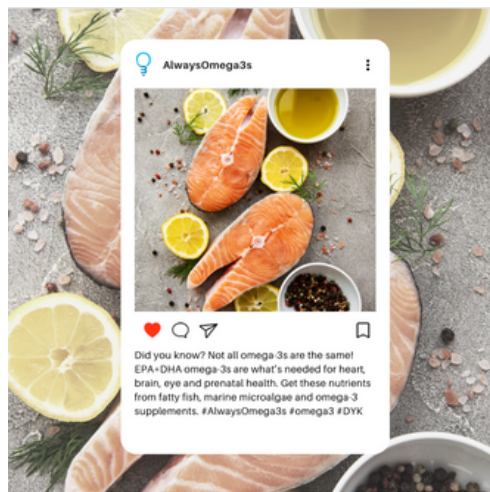 AlwaysOmega3s
Did you know? Not all omega-3s are the same!
EPA+DHA omega-3s are what's needed for heart,
brain, eye and prenatal health. Get these nutrients
from fatty fish, marine microalgae and omega-3
supplements. #AlwaysOmega3s #omega3 #DYK